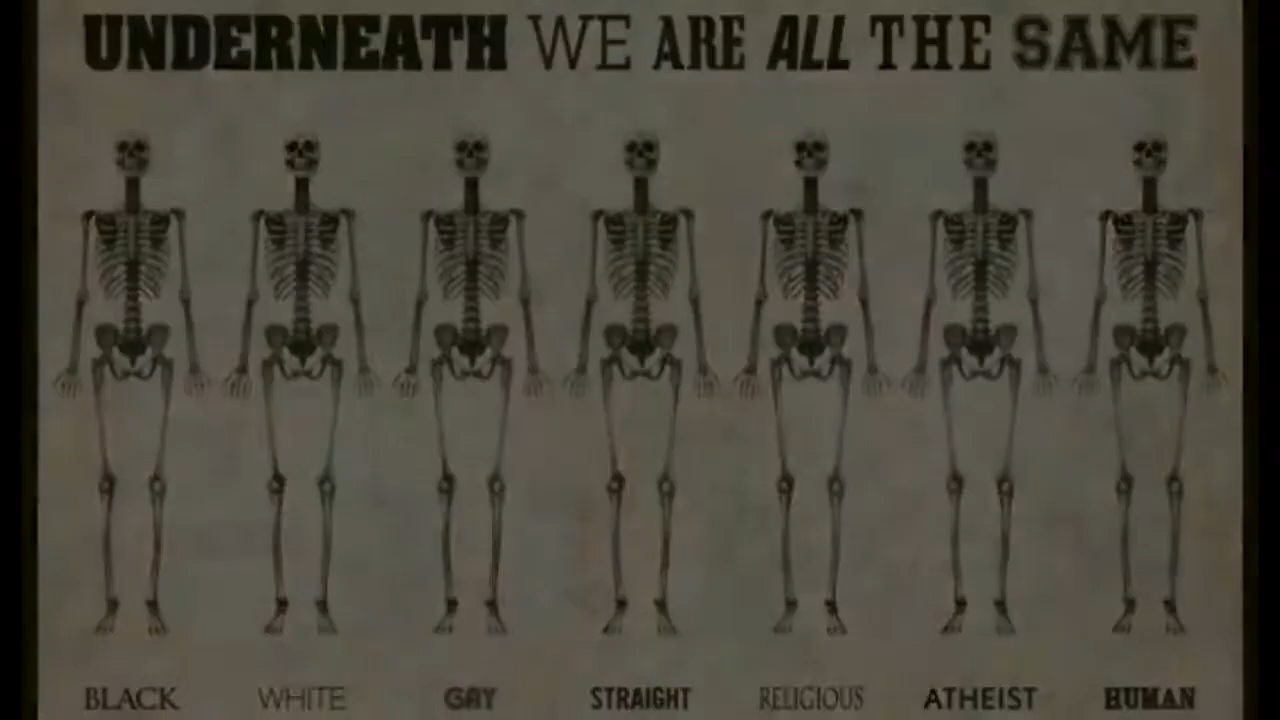 UNDERNEATH WE ARE ALL THE SAME
BLACK WHITE GAY STRAIGHT RELIGIOUS ATHEIST HUMAN